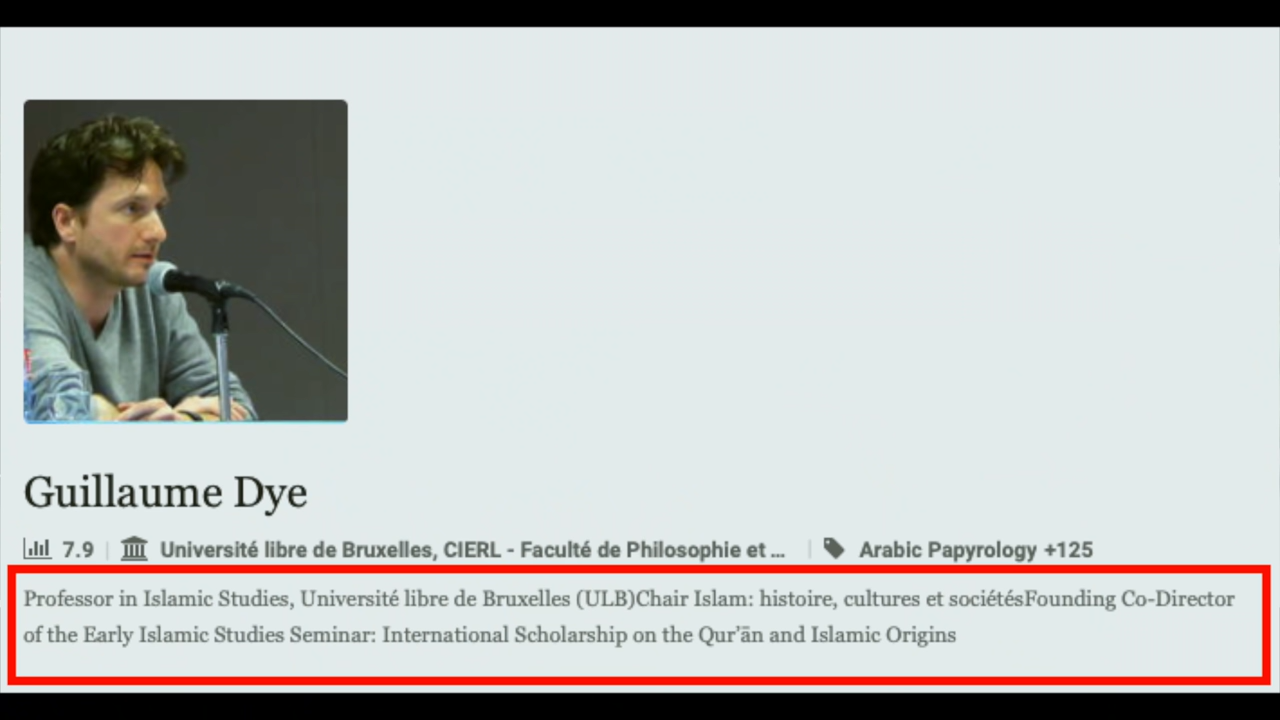 Guillaume Dye
7.9 | Université libre de Bruxelles, CIERL - Faculté de Philosophie et ... | Arabic Papyrology +125
Professor in Islamic Studies, Université libre de Bruxelles (ULB)Chair Islam: histoire, cultures et sociétésFounding Co-Director
of the Early Islamic Studies Seminar: International Scholarship on the Qur’ān and Islamic Origins